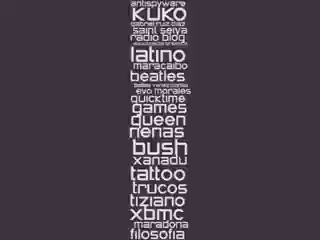 antispyware
KUKO
gabriel ruiz diaz
saint seiya
radio blog
latino
maracaibo
beatles
evo morales
quicktime
games
queen
nenas
bush
xanadu
tattoo
trucos
tiziano
xbmc
maradona
filosofia